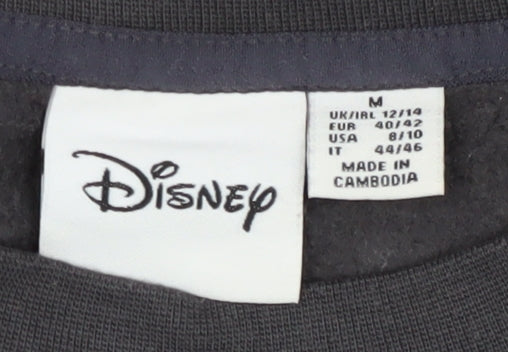 Disney
M
UK/IRL 12/14
EUR 40/42
USA 8/10
IT 44/46
MADE IN
CAMBODIA